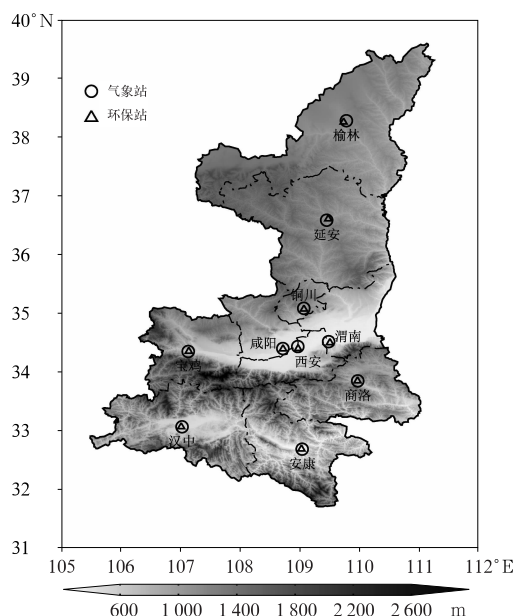 40°N
39
38
37
36
35
34
33
32
31
气象站
环保站
榆林
延安
铜川
渭南
咸阳
西安
宝鸡
商洛
汉中
安康
105 106 107 108 109 110 111 112°E
600 1 000 1 400 1 800 2 200 2 600 m